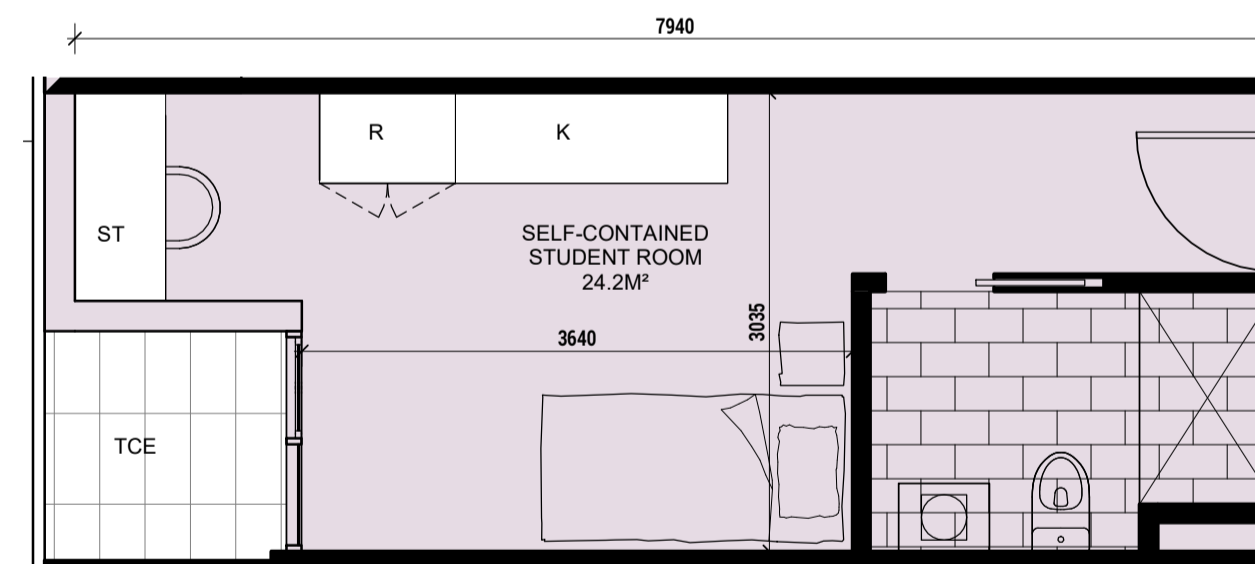 7940
R
K
ST
SELF-CONTAINED
STUDENT ROOM
24.2M²
3035
3640
TCE